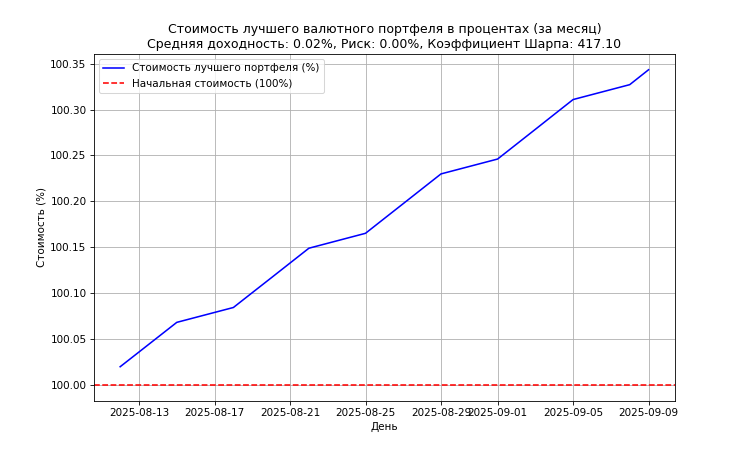 Стоимость лучшего валютного портфеля в процентах (за месяц)
Средняя доходность: 0.02%, Риск: 0.00%, Коэффициент Шарпа: 417.10
Стоимость лучшего портфеля (%)
Начальная стоимость (100%)
Стоимость (%)
100.35
100.30
100.25
100.20
100.15
100.10
100.05
100.00
2025-08-13 2025-08-17 2025-08-21 2025-08-25 2025-08-29 2025-09-01 2025-09-05 2025-09-09
День